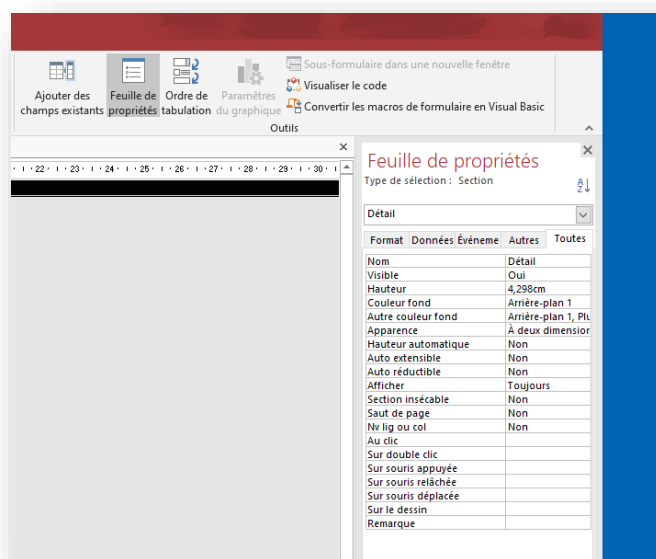 Sous-formulaire dans une nouvelle fenêtre
Visualiser le code
Convertir les macros de formulaire en Visual Basic
Ajouter des champs existants
Feuille de propriétés
Ordre de tabulation
Paramètres du graphique
Outils
22 23 24 25 26 27 28 29 30
Feuille de propriétés
Type de sélection : Section
Détail
Format Données Événeme Autres Toutes
Nom Détail
Visible Oui
Hauteur 4,298cm
Couleur fond Arrière-plan 1
Autre couleur fond Arrière-plan 1, Plu
Apparence À deux dimension
Hauteur automatique Non
Auto extensible Non
Auto réductible Non
Afficher Toujours
Section insécable Non
Saut de page Non
Nv lig ou col Non
Au clic
Sur double clic
Sur souris appuyée
Sur souris relâchée
Sur souris déplacée
Sur le dessin
Remarque